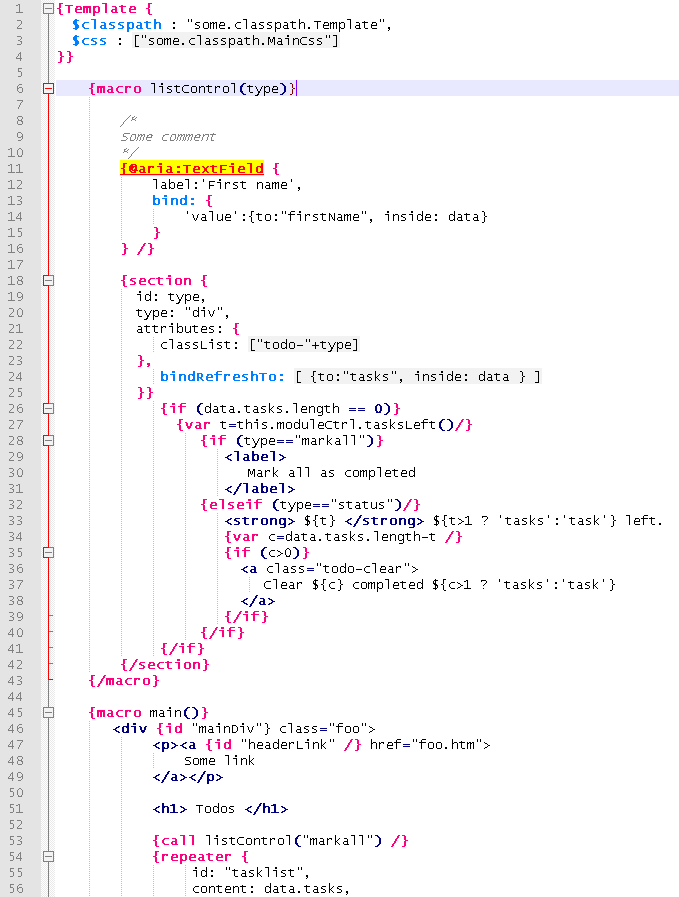 1 {Template {
2   $classpath : "some.classpath.Template",
3   $css : ["some.classpath.MainCss"]
4 }}
5
6     {macro listControl(type)}
7
8         /*
9         Some comment
10         */
11         {@aria:TextField {
12             label:'First name',
13             bind: {
14                 'value':{to:"firstName", inside: data}
15             }
16         } /}
17
18         {section {
19           id: type,
20           type: "div",
21           attributes: {
22              classList: ["todo-"+type]
23           },
24              bindRefreshTo: [ {to:"tasks", inside: data } ]
25           }}
26              {if (data.tasks.length == 0)}
27                {var t=this.moduleCtrl.tasksLeft()/}
28                   {if (type=="markall")}
29                      <label>
30                         Mark all as completed
31                      </label>
32                   {elseif (type=="status")/}
33                      <strong> ${t} </strong> ${t>1 ? 'tasks':'task'} left.
34                      {var c=data.tasks.length-t /}
35                      {if (c>0)}
36                        <a class="todo-clear">
37                           Clear ${c} completed ${c>1 ? 'tasks':'task'}
38                        </a>
39                      {/if}
40                   {/if}
41              {/if}
42         {/section}
43     {/macro}
44
45     {macro main()}
46        <div {id "mainDiv"} class="foo">
47             <p><a {id "headerLink" /} href="foo.htm">
48                 Some link
49             </a></p>
50
51             <h1> Todos </h1>
52
53             {call listControl("markall") /}
54             {repeater {
55                  id: "tasklist",
56                  content: data.tasks,